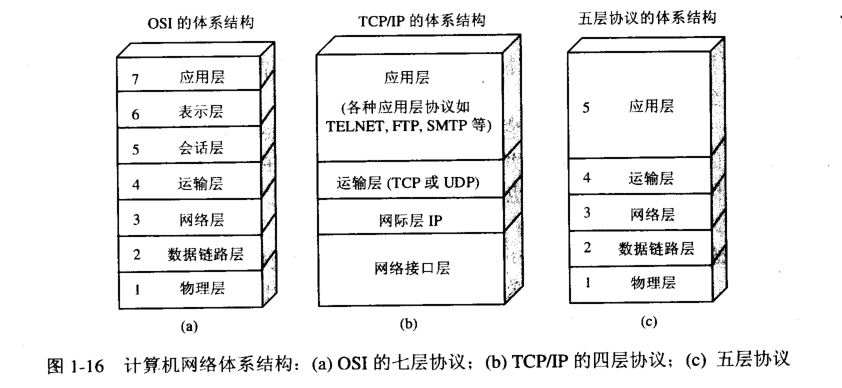 OSI 的体系结构
TCP/IP 的体系结构
五层协议的体系结构
7 应用层
6 表示层
5 会话层
4 运输层
3 网络层
2 数据链路层
1 物理层
(a)
应用层
(各种应用层协议如
TELNET, FTP, SMTP 等)
运输层 (TCP 或 UDP)
网际层 IP
网络接口层
(b)
5 应用层
4 运输层
3 网络层
2 数据链路层
1 物理层
(c)
图 1-16 计算机网络体系结构：(a) OSI 的七层协议；(b) TCP/IP 的四层协议；(c) 五层协议